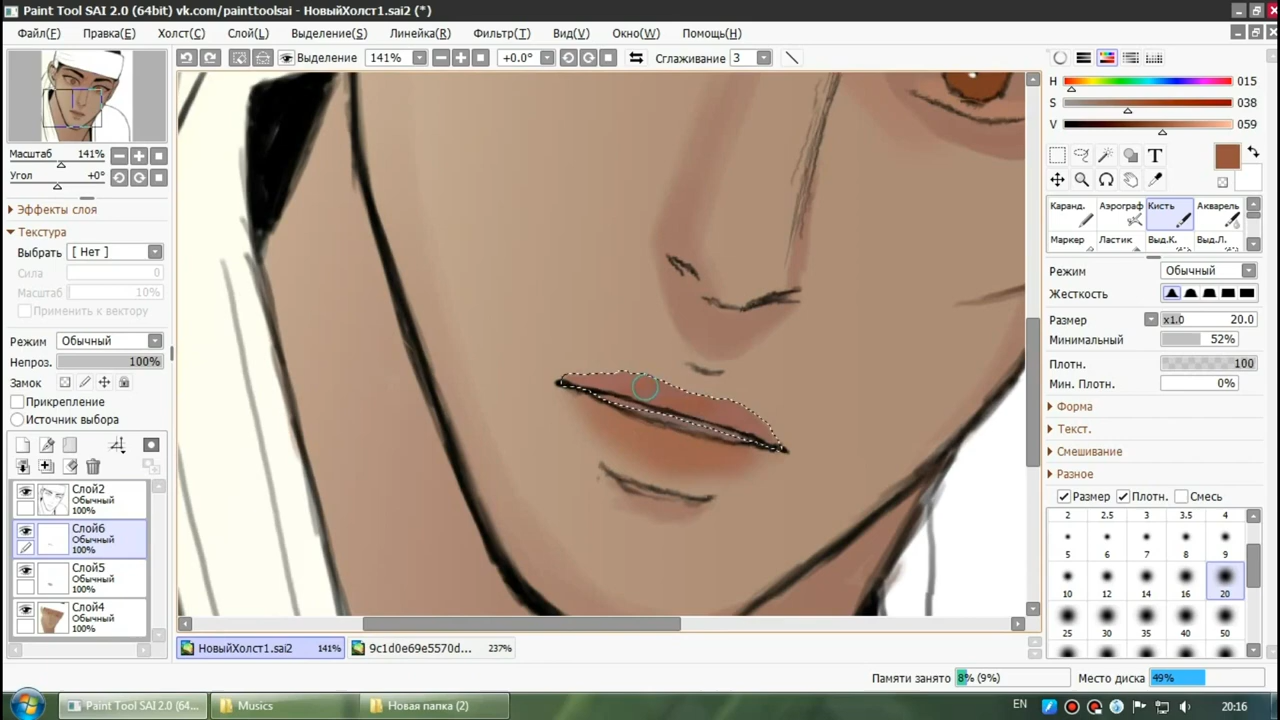 Paint Tool SAI 2.0 (64bit) vk.com/painttoolsai - НовыйХолст1.sai2 (*)
Файл(F) Правка(E) Холст(C) Слой(L) Выделение(S) Линейка(R) Фильтр(T) Вид(V) Окно(W) Помощь(H)
Выделение 141% +0.0° Сглаживание 3
Масштаб 141%
Угол +0°
Эффекты слоя
Текстура
Выбрать [ Нет ]
Сила 0
Масштаб 10%
Применить к вектору
Режим Обычный
Непроз. 100%
Замок
Прикрепление
Источник выбора
Слой2
Обычный
100%
Слой6
Обычный
100%
Слой5
Обычный
100%
Слой4
Обычный
100%
H 015
S 038
V 059
T
Каранд. Аэрограф Кисть Акварель
Маркер Ластик Выд.К. Выд.Л.
Режим Обычный
Жесткость
Размер x1.0 20.0
Минимальный 52%
Плотн. 100
Мин. Плотн. 0%
Форма
Текст.
Смешивание
Разное
Размер Плотн. Смесь
2 2.5 3 3.5 4
5 6 7 8 9
10 12 14 16 20
25 30 35 40 50
НовыйХолст1.sai2 141% 9c1d0e69e5570d... 237%
Памяти занято 8% (9%) Место диска 49%
Paint Tool SAI 2.0 (64... Musics Новая папка (2) EN 20:16